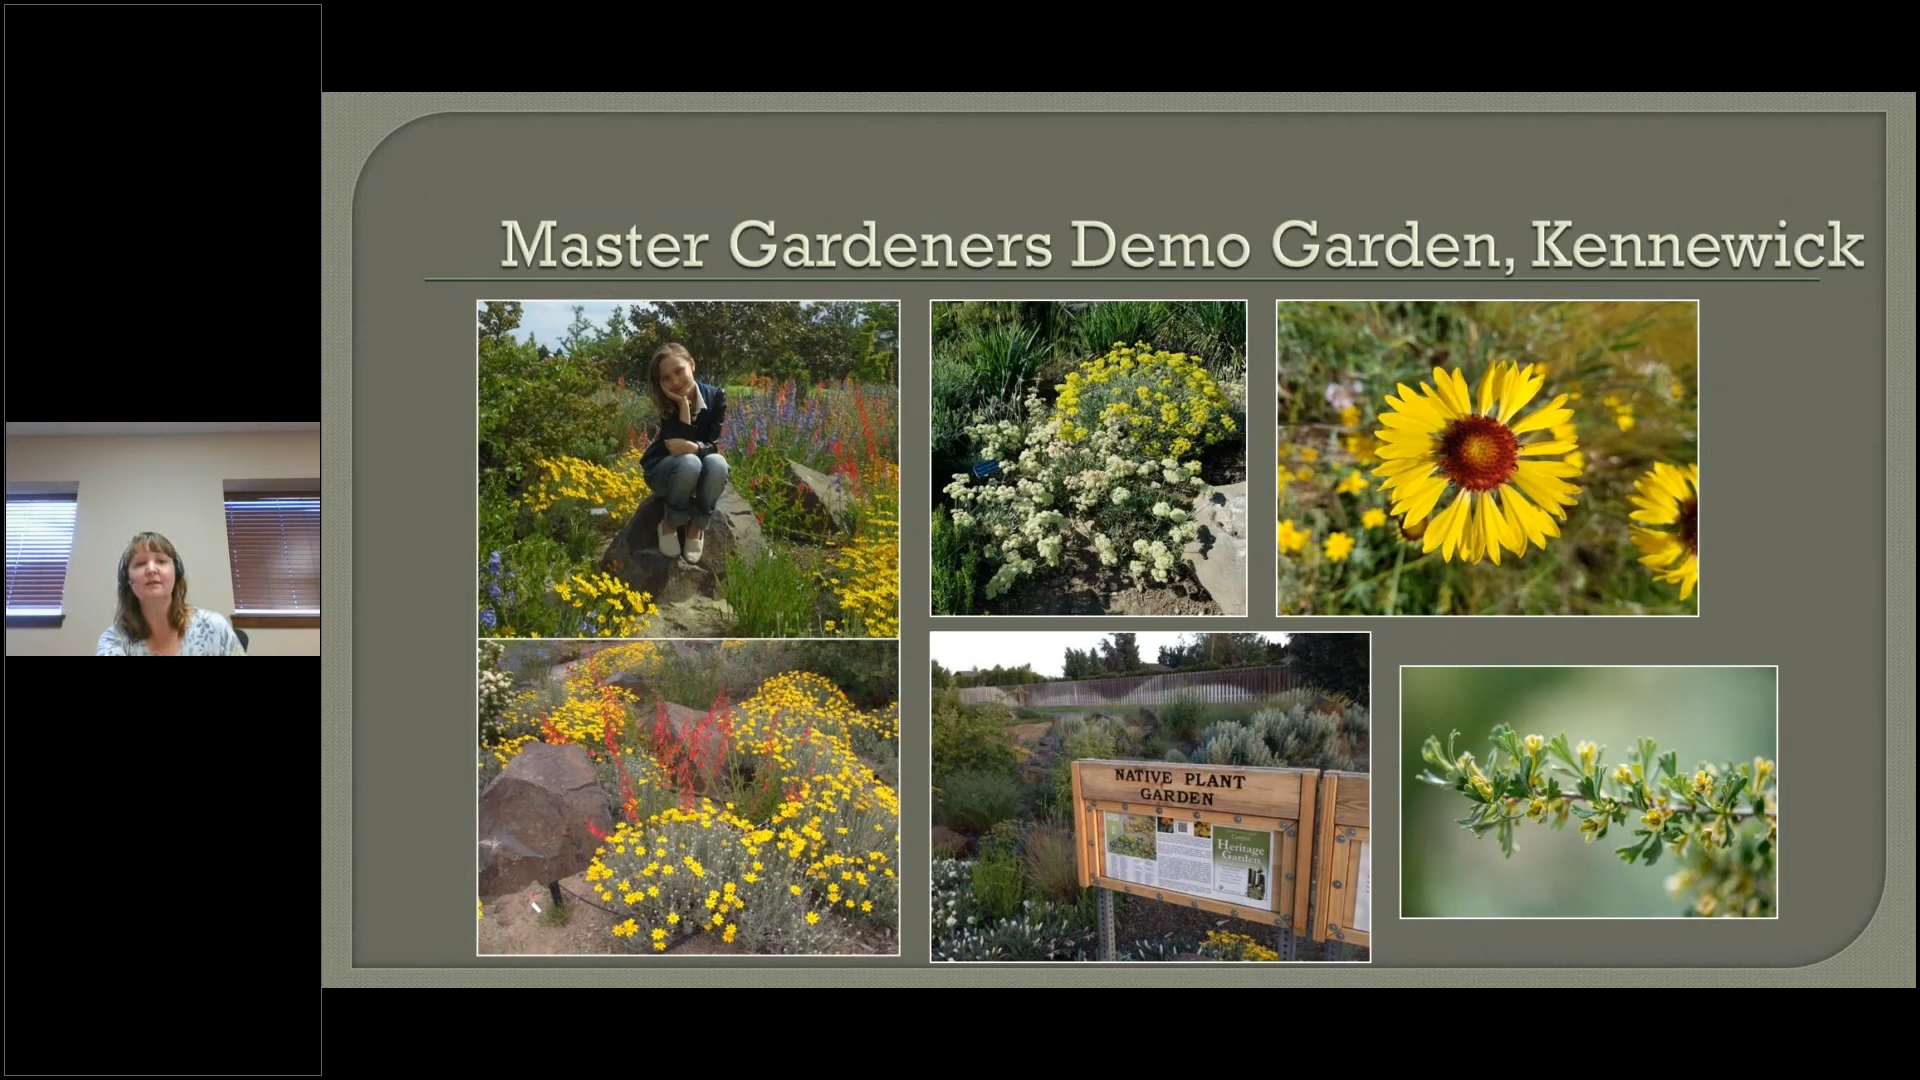 Master Gardeners Demo Garden, Kennewick
NATIVE PLANT
GARDEN
Heritage
Garden